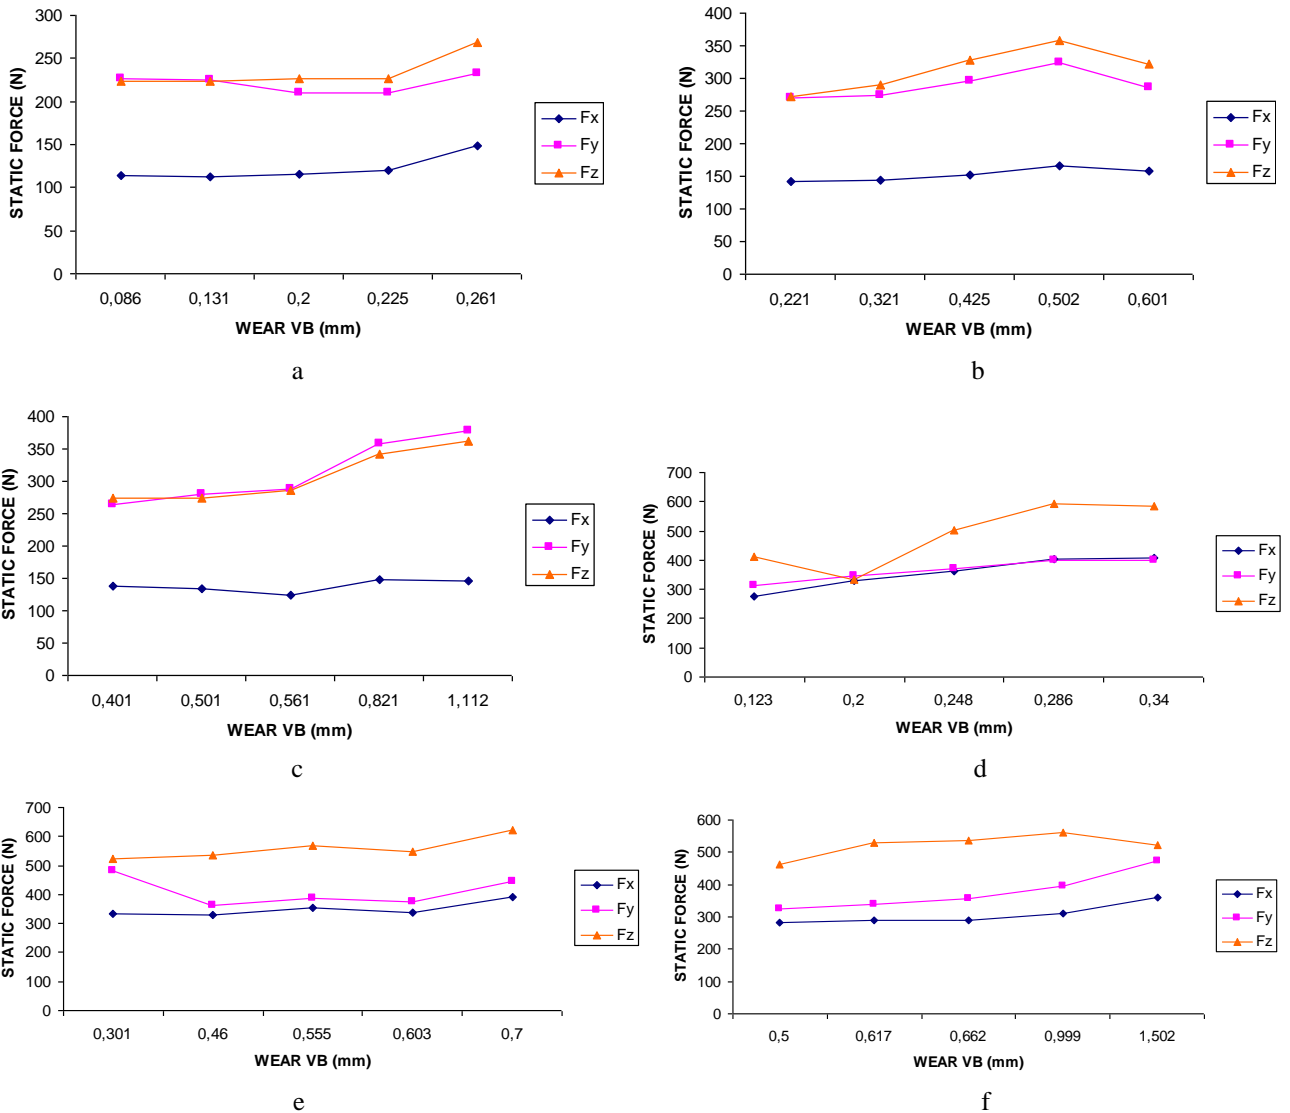 300
250
200
150
100
50
0
STATIC FORCE (N)
0,086 0,131 0,2 0,225 0,261
WEAR VB (mm)
Fx
Fy
Fz
a
400
350
300
250
200
150
100
50
0
STATIC FORCE (N)
0,221 0,321 0,425 0,502 0,601
WEAR VB (mm)
Fx
Fy
Fz
b
400
350
300
250
200
150
100
50
0
STATIC FORCE (N)
0,401 0,501 0,561 0,821 1,112
WEAR VB (mm)
Fx
Fy
Fz
c
700
600
500
400
300
200
100
0
STATIC FORCE (N)
0,123 0,2 0,248 0,286 0,34
WEAR VB (mm)
Fx
Fy
Fz
d
700
600
500
400
300
200
100
0
STATIC FORCE (N)
0,301 0,46 0,555 0,603 0,7
WEAR VB (mm)
Fx
Fy
Fz
e
600
500
400
300
200
100
0
STATIC FORCE (N)
0,5 0,617 0,662 0,999 1,502
WEAR VB (mm)
Fx
Fy
Fz
f